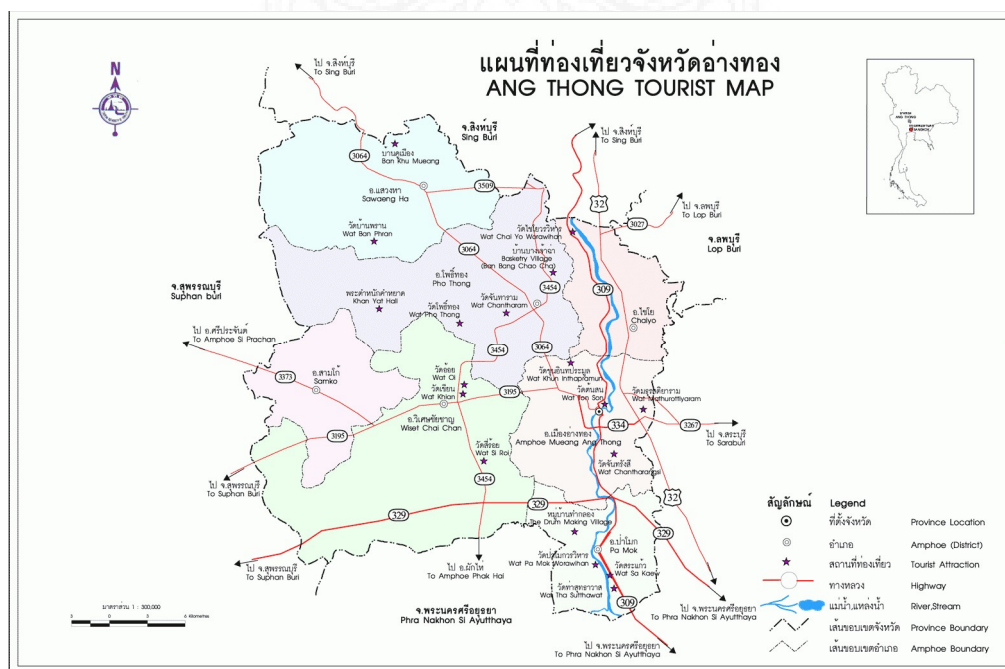 แผนที่ท่องเที่ยวจังหวัดอ่างทอง
ANG THONG TOURIST MAP
N
ไป จ.สิงห์บุรี
To Sing Buri
จ.สิงห์บุรี
Sing Buri
ไป จ.สิงห์บุรี
To Sing Buri
บ้านคูเมือง
Ban Khu Mueang
3064
อ.แสวงหา
Sawaeng Ha
3509
32
ไป จ.ลพบุรี
To Lop Buri
3027
จ.ลพบุรี
Lop Buri
วัดไชโยวรวิหาร
Wat Chai Yo Worawihan
วัดบ้านพราน
Wat Ban Phran
3064
Basketry Village
(Ban Bang Chao Cha)
3454
309
อ.โพธิ์ทอง
Pho Thong
จ.สุพรรณบุรี
Suphan buri
พระตำหนักคำหยาด
Khan Yat Hall
วัดโพธิ์ทอง
Wat Pho Thong
วัดจันทาราม
Wat Chantharam
อ.ไชโย
Chaiyo
ไป อ.ศรีประจันต์
To Amphoe Si Prachan
3454
3064
3373
อ.สามโก้
Samko
วัดอ้อย
Wat Oi
วัดเขียน
Wat Khian
3195
วัดขุนอินทประมูล
Wat Khun Inthapramun
วัดต้นสน
Wat Ton Son
วัดมธุรสติยาราม
Wat Mathurottiyaram
อ.วิเศษชัยชาญ
Wiset Chai Chan
334
3267
ไป จ.สระบุรี
To Saraburi
3195
อ.เมืองอ่างทอง
Amphoe Mueang Ang Thong
วัดสี่ร้อย
Wat Si Roi
วัดจันทรังสี
Wat Chantharangsi
3454
ไป จ.สุพรรณบุรี
To Suphan Buri
32
329
329
329
หมู่บ้านทำกลอง
The Drum Making Village
อ.ป่าโมก
Pa Mok
วัดป่าโมกวรวิหาร
Wat Pa Mok Worawihan
วัดสระแก้ว
Wat Sa Kaew
วัดท่าสุทธาวาส
Wat Tha Sutthawat
309
ไป จ.สุพรรณบุรี
To Suphan Buri
ไป อ.ผักไห่
To Amphoe Phak Hai
จ.พระนครศรีอยุธยา
Phra Nakhon Si Ayutthaya
ไป จ.พระนครศรีอยุธยา
To Phra Nakhon Si Ayutthaya
ไป จ.พระนครศรีอยุธยา
To Phra Nakhon Si Ayutthaya
มาตราส่วน 1 : 300,000
6 Kilometres
สัญลักษณ์ Legend
ที่ตั้งจังหวัด Province Location
อำเภอ Amphoe (District)
สถานที่ท่องเที่ยว Tourist Attraction
ทางหลวง Highway
แม่น้ำ,แหล่งน้ำ River,Stream
เส้นขอบเขตจังหวัด Province Boundary
เส้นขอบเขตอำเภอ Amphoe Boundary
ANG THONG
BANGKOK